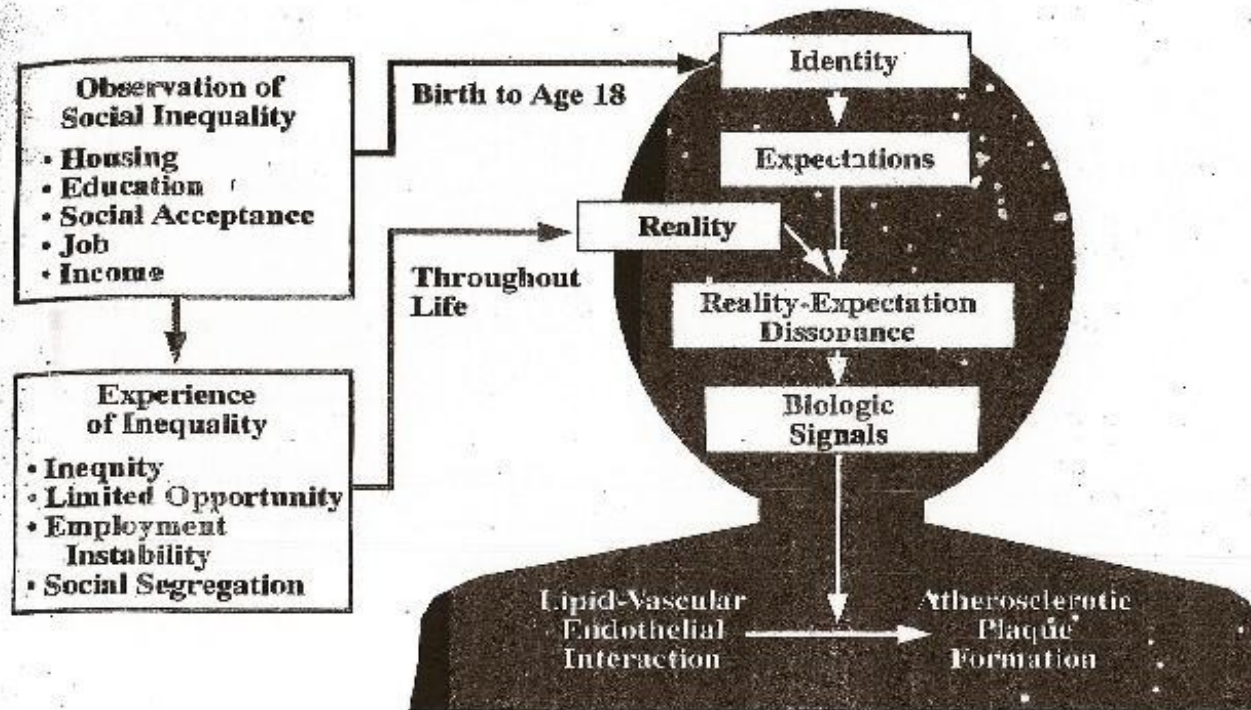 Observation of
Social Inequality
• Housing
• Education
• Social Acceptance
• Job
• Income
Birth to Age 18
Experience
of Inequality
• Inequity
• Limited Opportunity
• Employment
Instability
• Social Segregation
Throughout
Life
Identity
Expectations
Reality
Reality-Expectation
Dissonance
Biologic
Signals
Lipid-Vascular
Endothelial
Interaction
Atherosclerotic
Plaque
Formation